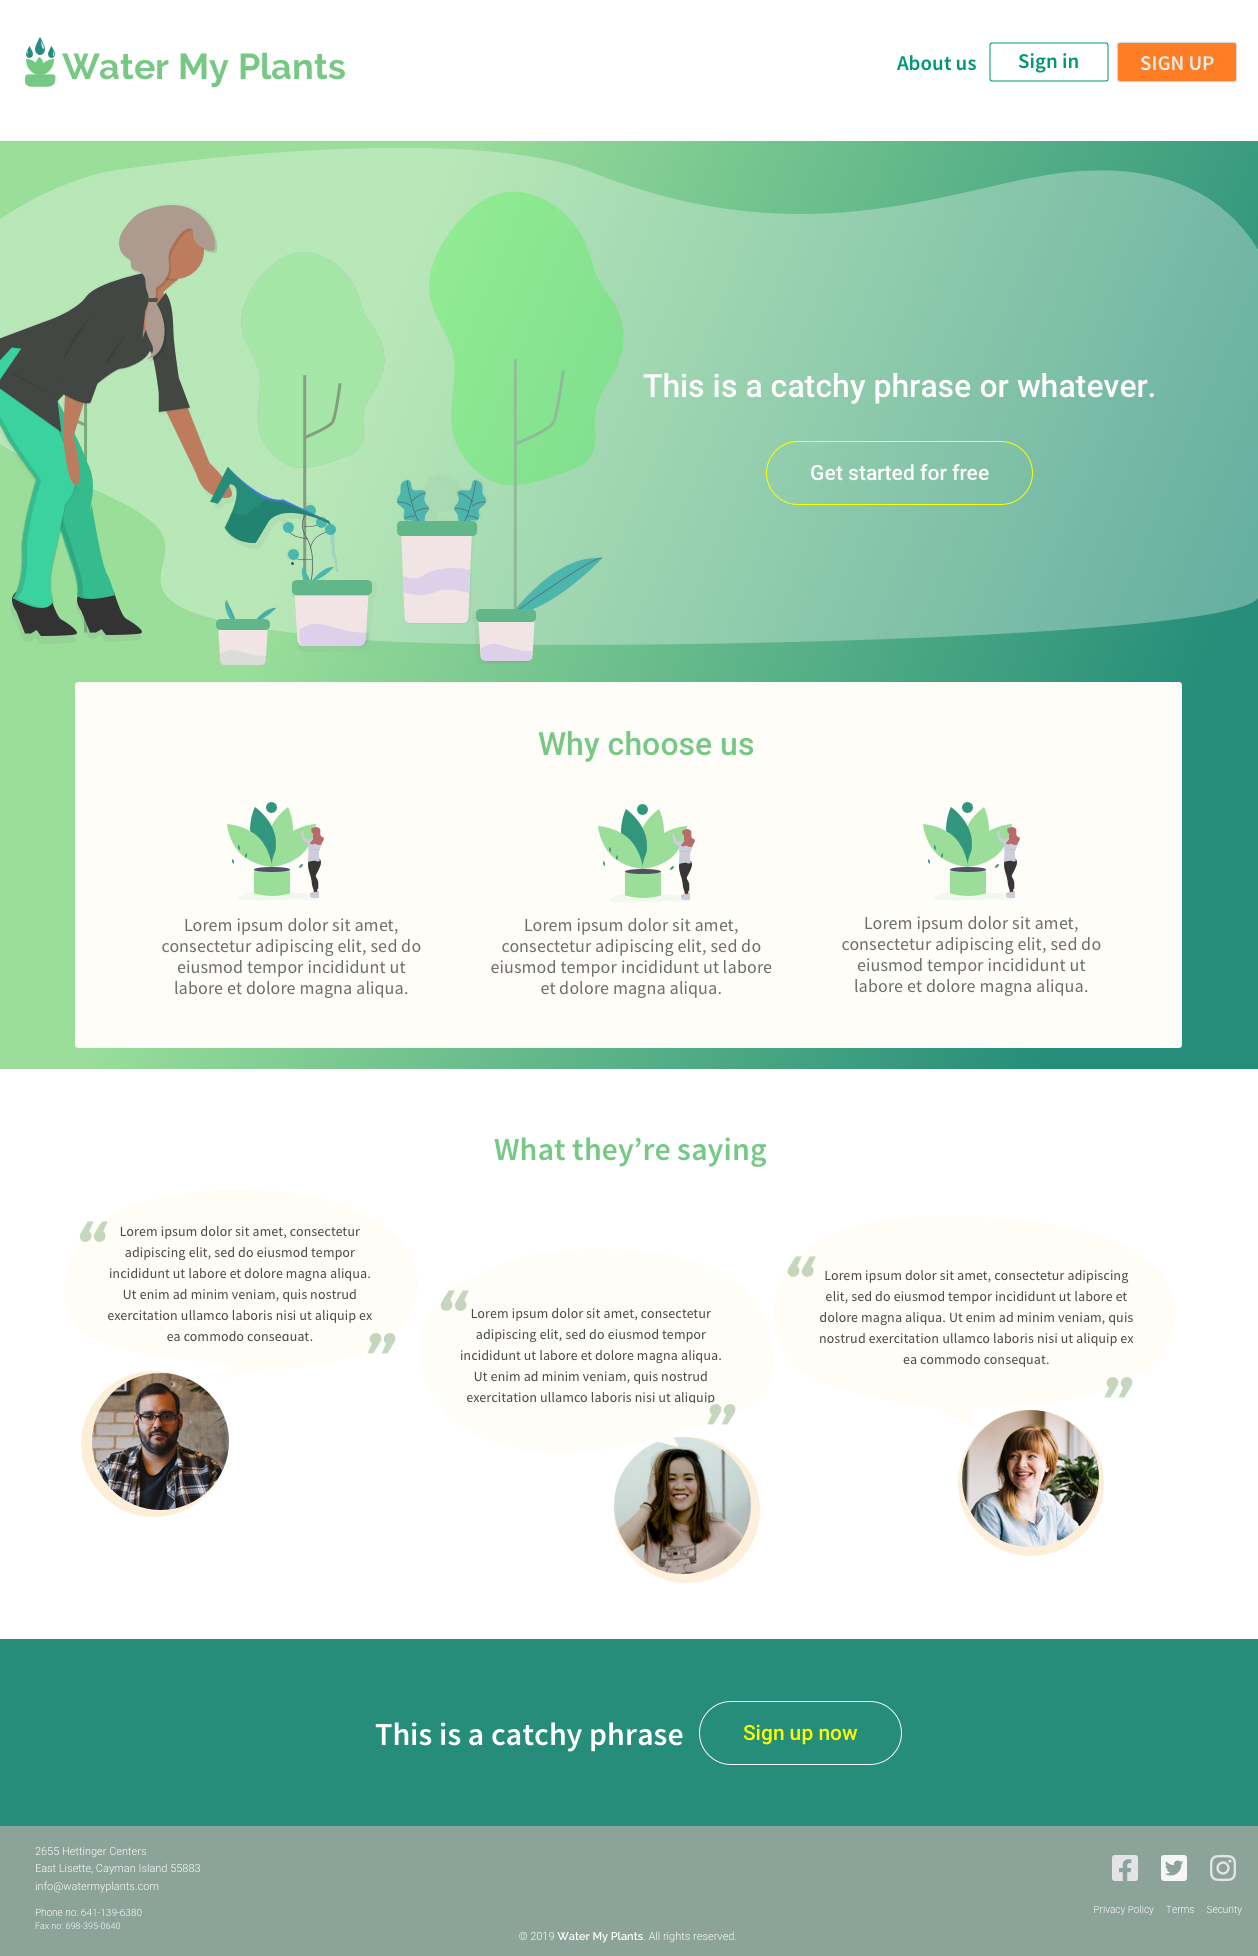 Water My Plants
About us
Sign in
SIGN UP
This is a catchy phrase or whatever.
Get started for free
Why choose us
Lorem ipsum dolor sit amet,
consectetur adipiscing elit, sed do
eiusmod tempor incididunt ut
labore et dolore magna aliqua.
Lorem ipsum dolor sit amet,
consectetur adipiscing elit, sed do
eiusmod tempor incididunt ut labore
et dolore magna aliqua.
Lorem ipsum dolor sit amet,
consectetur adipiscing elit, sed do
eiusmod tempor incididunt ut
labore et dolore magna aliqua.
What they’re saying
“
Lorem ipsum dolor sit amet, consectetur
adipiscing elit, sed do eiusmod tempor
incididunt ut labore et dolore magna aliqua.
Ut enim ad minim veniam, quis nostrud
exercitation ullamco laboris nisi ut aliquip ex
ea commodo consequat.
”
“
Lorem ipsum dolor sit amet, consectetur
adipiscing elit, sed do eiusmod tempor
incididunt ut labore et dolore magna aliqua.
Ut enim ad minim veniam, quis nostrud
exercitation ullamco laboris nisi ut aliquip
”
“
Lorem ipsum dolor sit amet, consectetur adipiscing
elit, sed do eiusmod tempor incididunt ut labore et
dolore magna aliqua. Ut enim ad minim veniam, quis
nostrud exercitation ullamco laboris nisi ut aliquip ex
ea commodo consequat.
”
This is a catchy phrase
Sign up now
2655 Hettinger Centers
East Lisette, Cayman Island 55883
info@watermyplants.com
Phone no: 641-139-6380
Fax no: 698-395-0640
Privacy Policy Terms Security
© 2019 Water My Plants. All rights reserved.